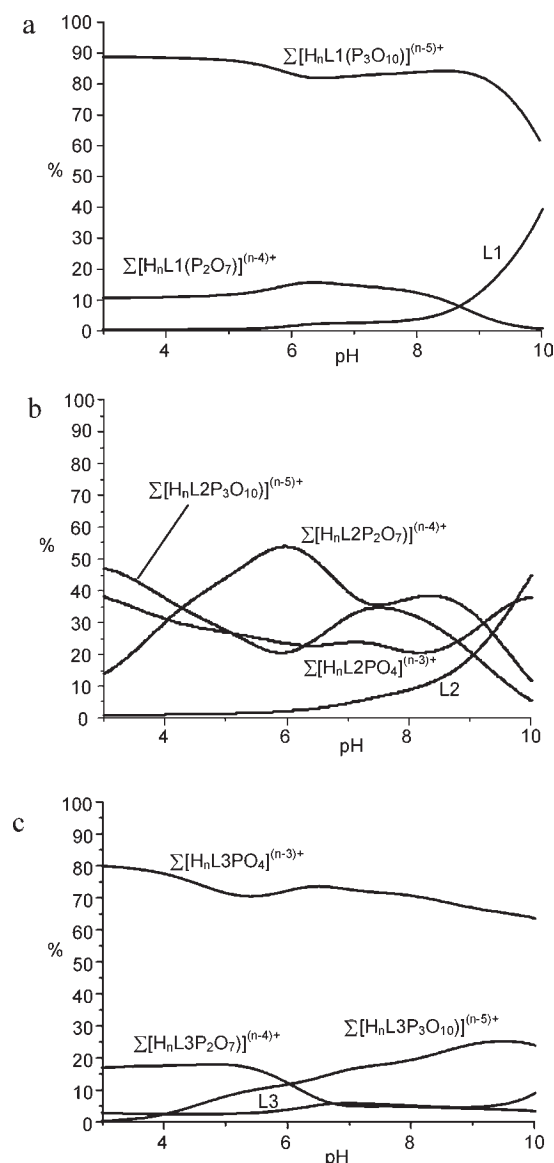 a
100
90
80
70
60
50
40
30
20
10
0
%
∑[HₙL1(P₃O₁₀)]⁽ⁿ⁻⁵⁾⁺
∑[HₙL1(P₂O₇)]⁽ⁿ⁻⁴⁾⁺
L1
4 6 8 10
pH
b
100
90
80
70
60
50
40
30
20
10
0
%
∑[HₙL2P₃O₁₀)]⁽ⁿ⁻⁵⁾⁺
∑[HₙL2P₂O₇)]⁽ⁿ⁻⁴⁾⁺
∑[HₙL2PO₄]⁽ⁿ⁻³⁾⁺
L2
4 6 8 10
pH
c
100
90
80
70
60
50
40
30
20
10
0
%
∑[HₙL3PO₄]⁽ⁿ⁻³⁾⁺
∑[HₙL3P₂O₇)]⁽ⁿ⁻⁴⁾⁺
∑[HₙL3P₃O₁₀)]⁽ⁿ⁻⁵⁾⁺
L3
4 6 8 10
pH